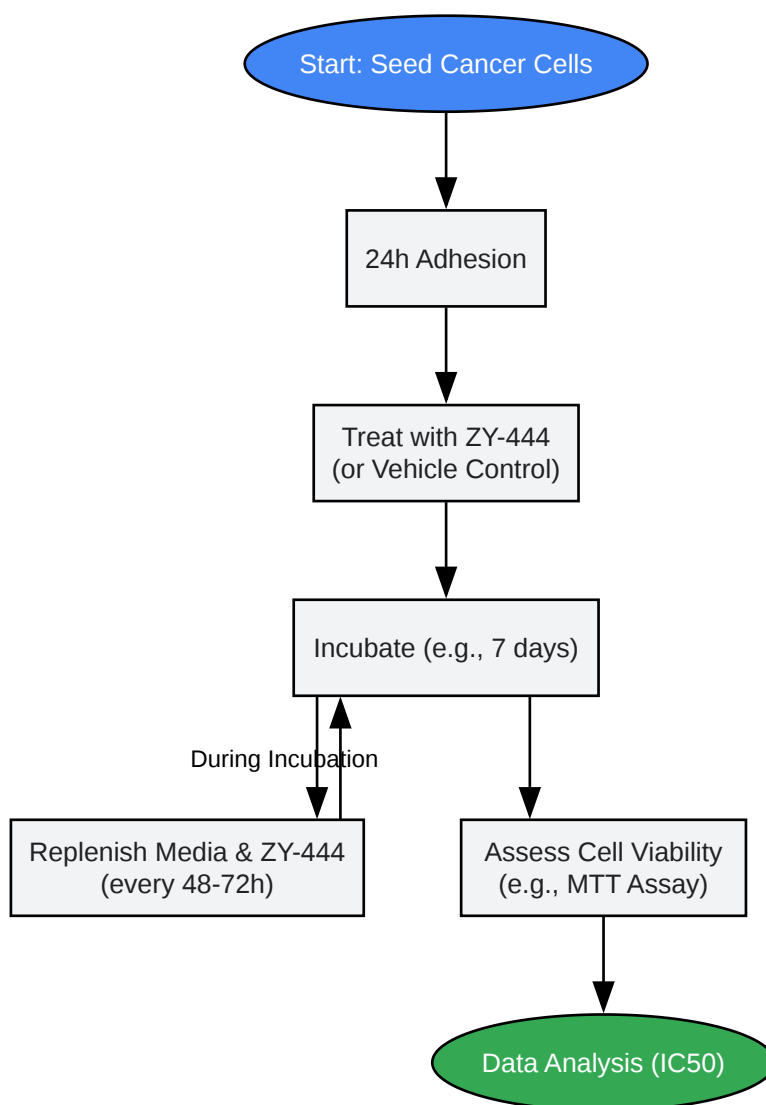 Start: Seed Cancer Cells
24h Adhesion
Treat with ZY-444
(or Vehicle Control)
Incubate (e.g., 7 days)
During Incubation
Replenish Media & ZY-444
(every 48-72h)
Assess Cell Viability
(e.g., MTT Assay)
Data Analysis (IC50)